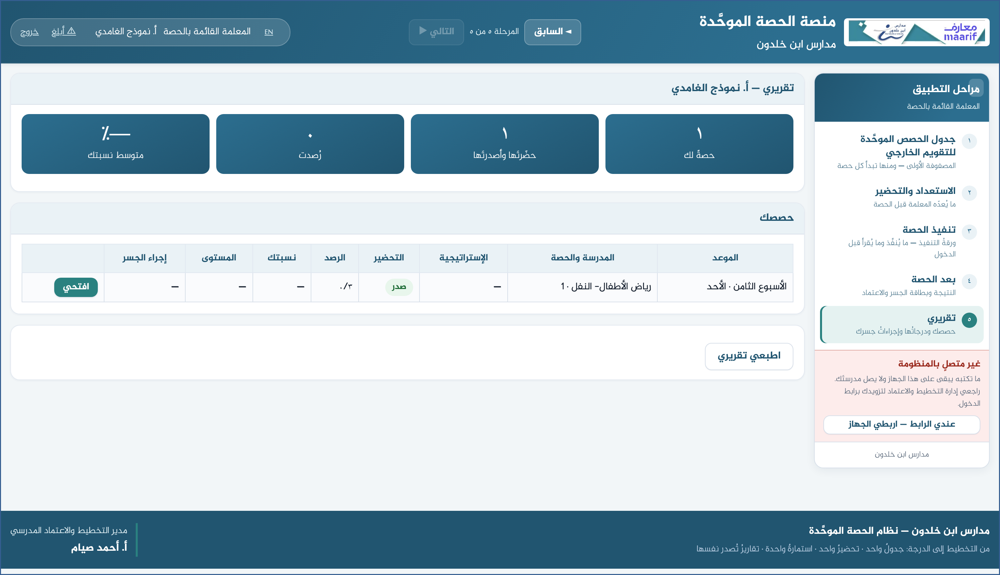 معارف
maarif
مدارس
ابن خلدون
Ibn Khaldun Schools
منصة الحصة الموحَّدة
مدارس ابن خلدون
◄ السابق
المرحلة ٥ من ٥
التالي ▶
EN
المعلمة القائمة بالحصة
أ. نموذج الغامدي
⚠ أبلغ
خروج
مراحل التطبيق
المعلمة القائمة بالحصة
١
جدول الحصص الموحَّدة
للتقويم الخارجي
المصفوفة الأولى — ومنها تبدأ كل حصة
٢
الاستعداد والتحضير
ما يُعدّه المعلمة قبل الحصة
٣
تنفيذ الحصة
ورقةُ التنفيذ — ما يُنفَّذ وما يُقرأ قبل
الدخول
٤
بعد الحصة
النتيجة وبطاقة الجسر والاعتماد
٥
تقريري
حصصك ودرجاتُها وإجراءاتُ جسرك
غير متصلٍ بالمنظومة
ما تكتبه يبقى على هذا الجهاز ولا يصل مدرستَك.
راجعي إدارة التخطيط والاعتماد لتزويدك برابط
الدخول.
عندي الرابط — اربطي الجهاز
مدارس ابن خلدون
تقريري — أ. نموذج الغامدي
١
حصةً لك
١
حضّرتَها وأصدرتَها
٠
رُصدت
—٪
متوسط نسبتك
حصصك
الموعد المدرسة والحصة الإستراتيجية التحضير الرصد نسبتك المستوى إجراء الجسر
الأسبوع الثامن · الأحد رياض الأطفال- النفل · 1 — صدر ٠/٣ — — — افتحي
اطبعي تقريري
مدارس ابن خلدون — نظام الحصة الموحَّدة
من التخطيط إلى الدرجة: جدولٌ واحد · تحضيرٌ واحد · استمارةٌ واحدة · تقاريرُ تُصدر نفسها
مدير التخطيط والاعتماد المدرسي
أ. أحمد صيام